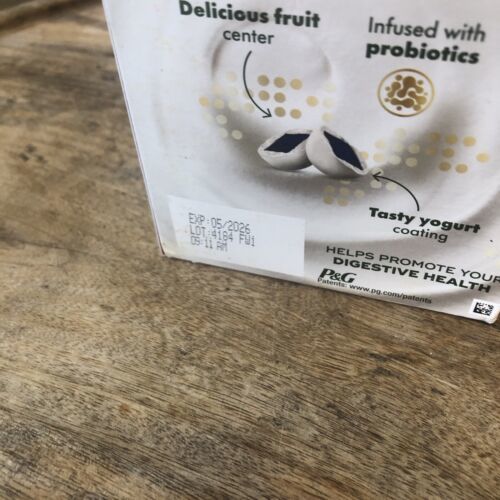 Delicious fruit
center
Infused with
probiotics
Tasty yogurt
coating
EXP: 05/2026
LOT: 4184 FW1
09:11 AM
HELPS PROMOTE YOUR
DIGESTIVE HEALTH
P&G
Patents: www.pg.com/patents